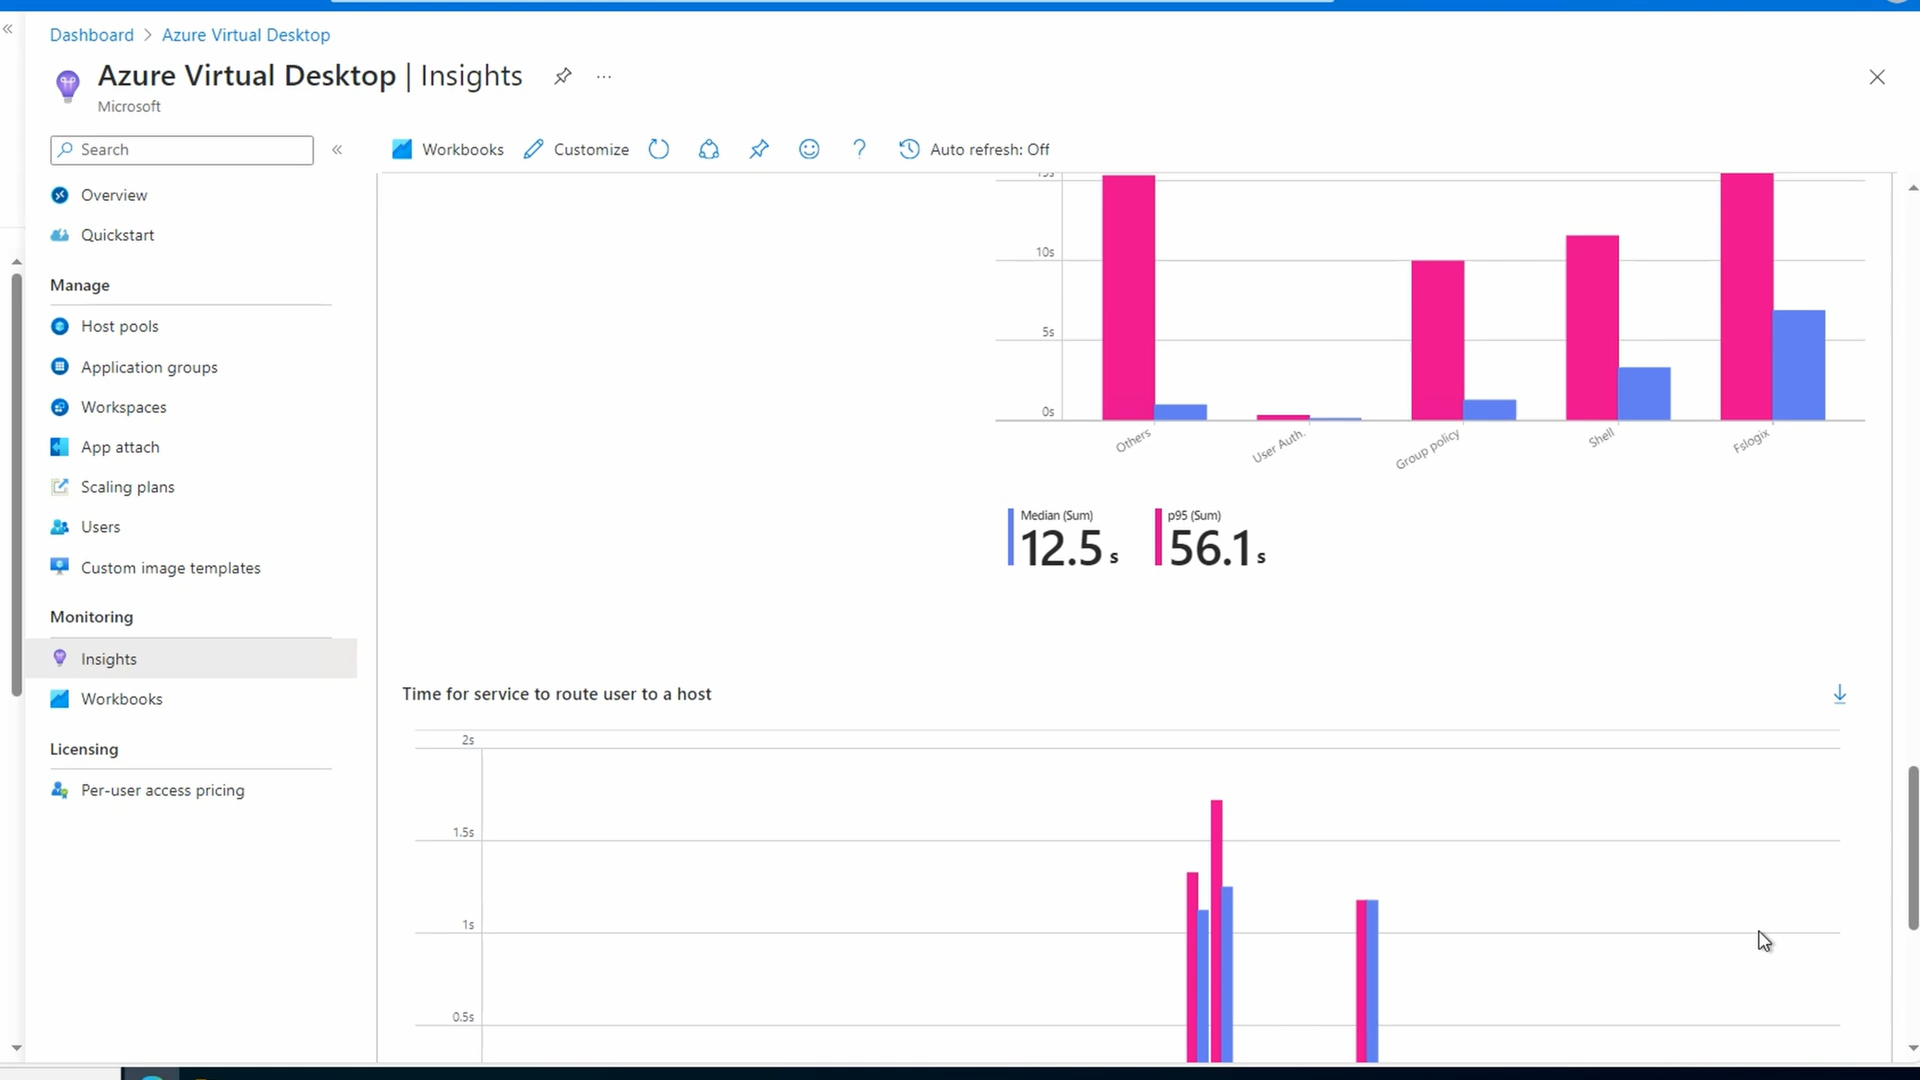 Dashboard > Azure Virtual Desktop
Azure Virtual Desktop | Insights
Microsoft
Search
Workbooks
Customize
Auto refresh: Off
Overview
Quickstart
Manage
Host pools
Application groups
Workspaces
App attach
Scaling plans
Users
Custom image templates
Monitoring
Insights
Workbooks
Licensing
Per-user access pricing
15s
10s
5s
0s
Others
User Auth.
Group policy
Shell
Fslogix
Median (Sum)
12.5 s
p95 (Sum)
56.1 s
Time for service to route user to a host
2s
1.5s
1s
0.5s